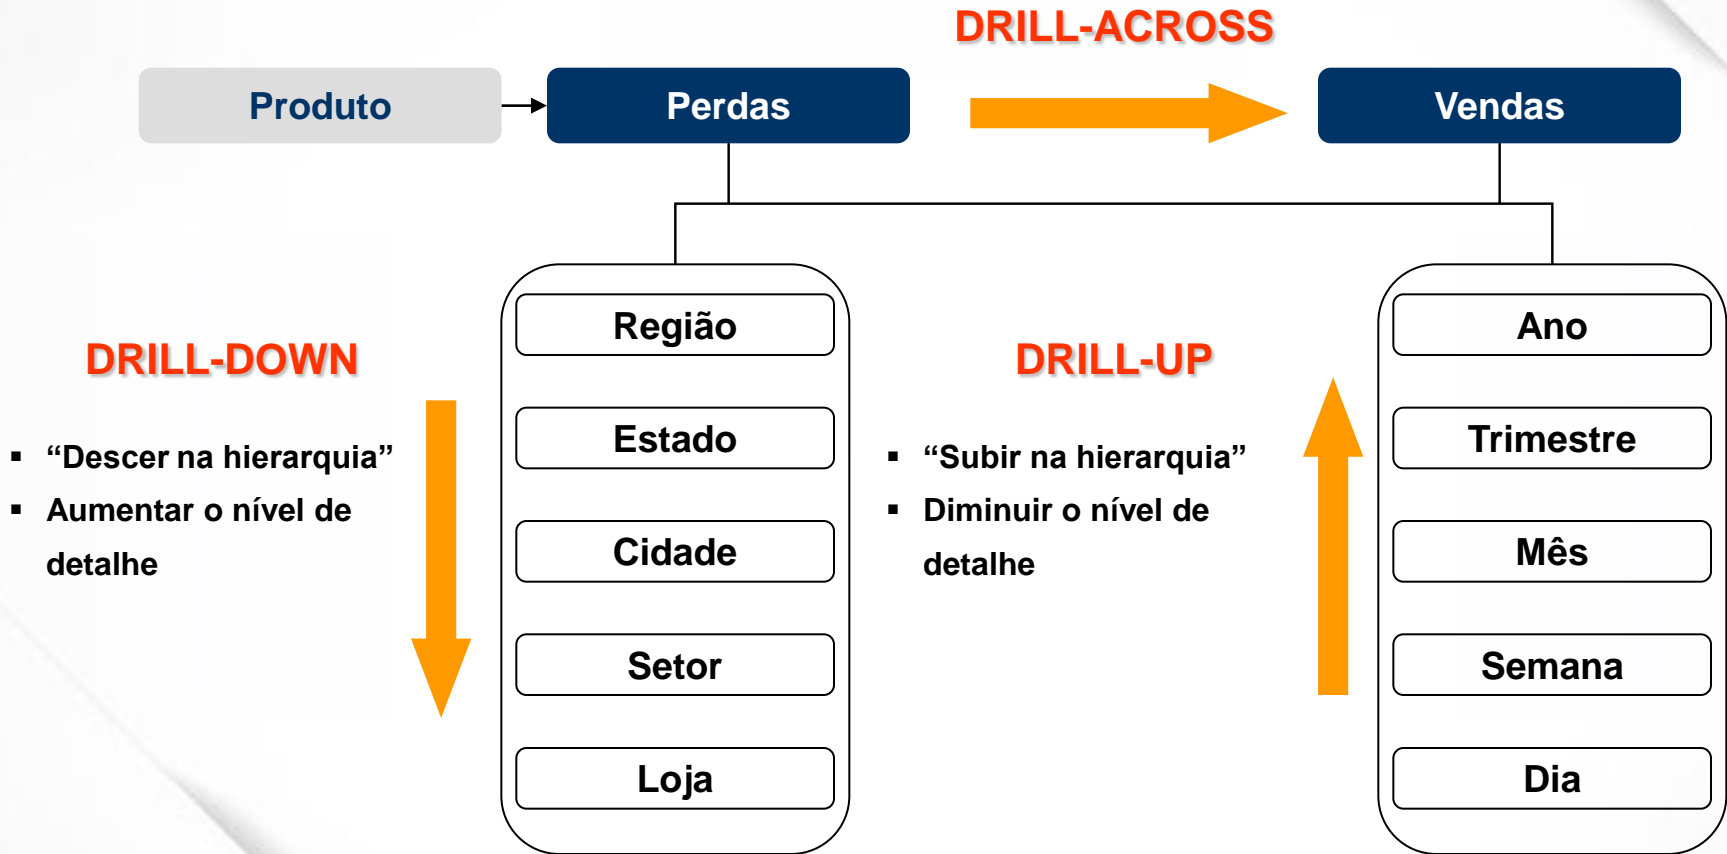 DRILL-ACROSS
Produto
Perdas
Vendas
DRILL-DOWN
▪ “Descer na hierarquia”
▪ Aumentar o nível de
detalhe
Região
Estado
Cidade
Setor
Loja
DRILL-UP
▪ “Subir na hierarquia”
▪ Diminuir o nível de
detalhe
Ano
Trimestre
Mês
Semana
Dia